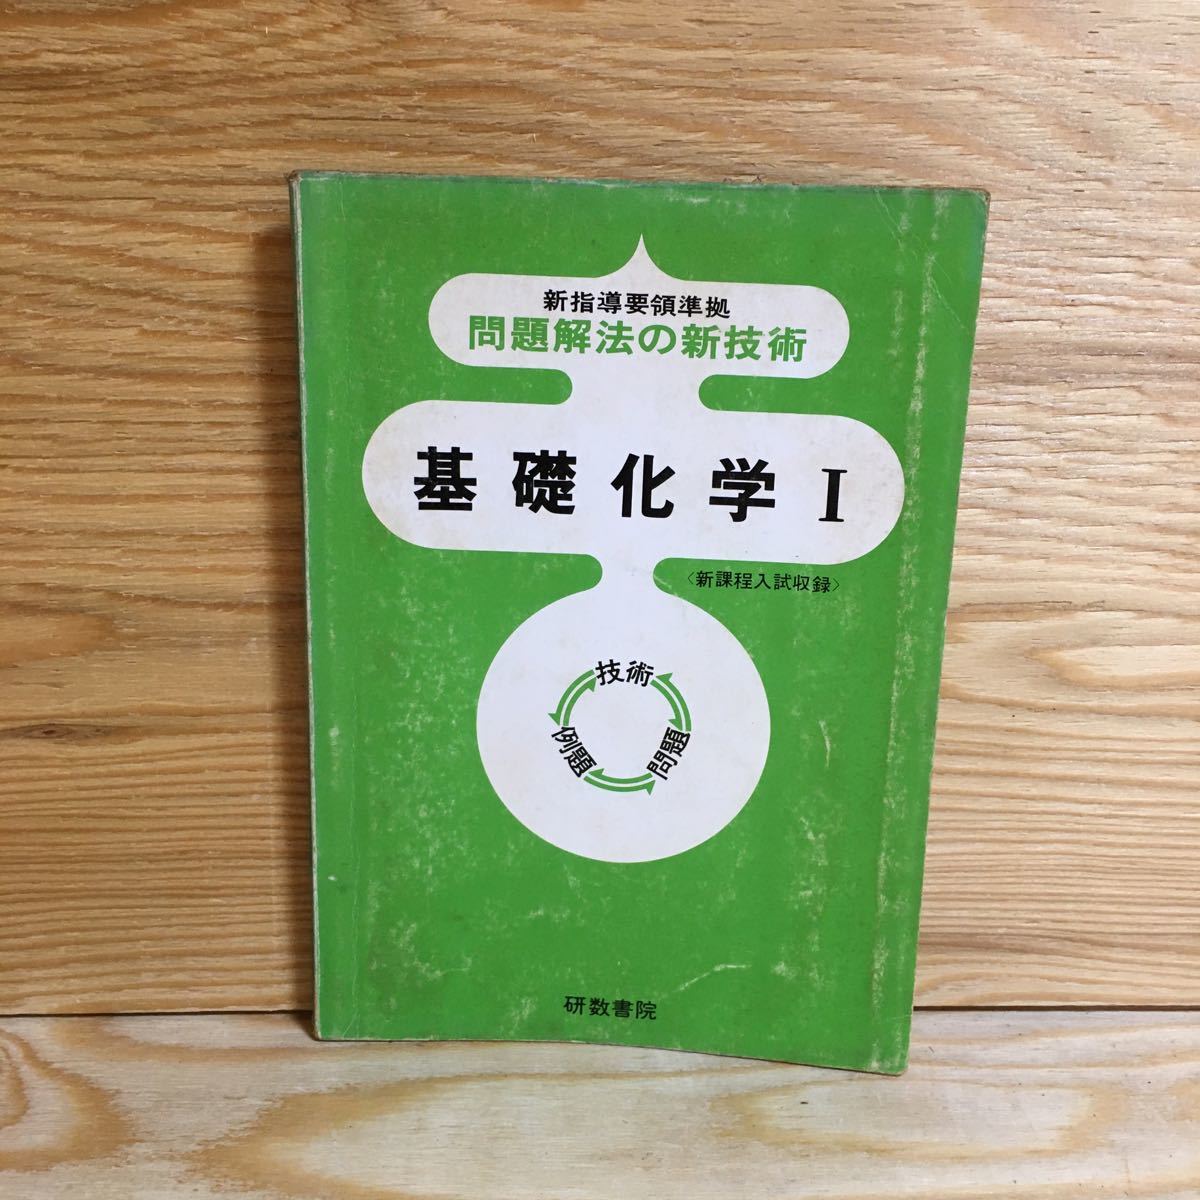 新指導要領準拠
問題解法の新技術
基礎化学Ⅰ
〈新課程入試収録〉
技術
例題
問題
研数書院